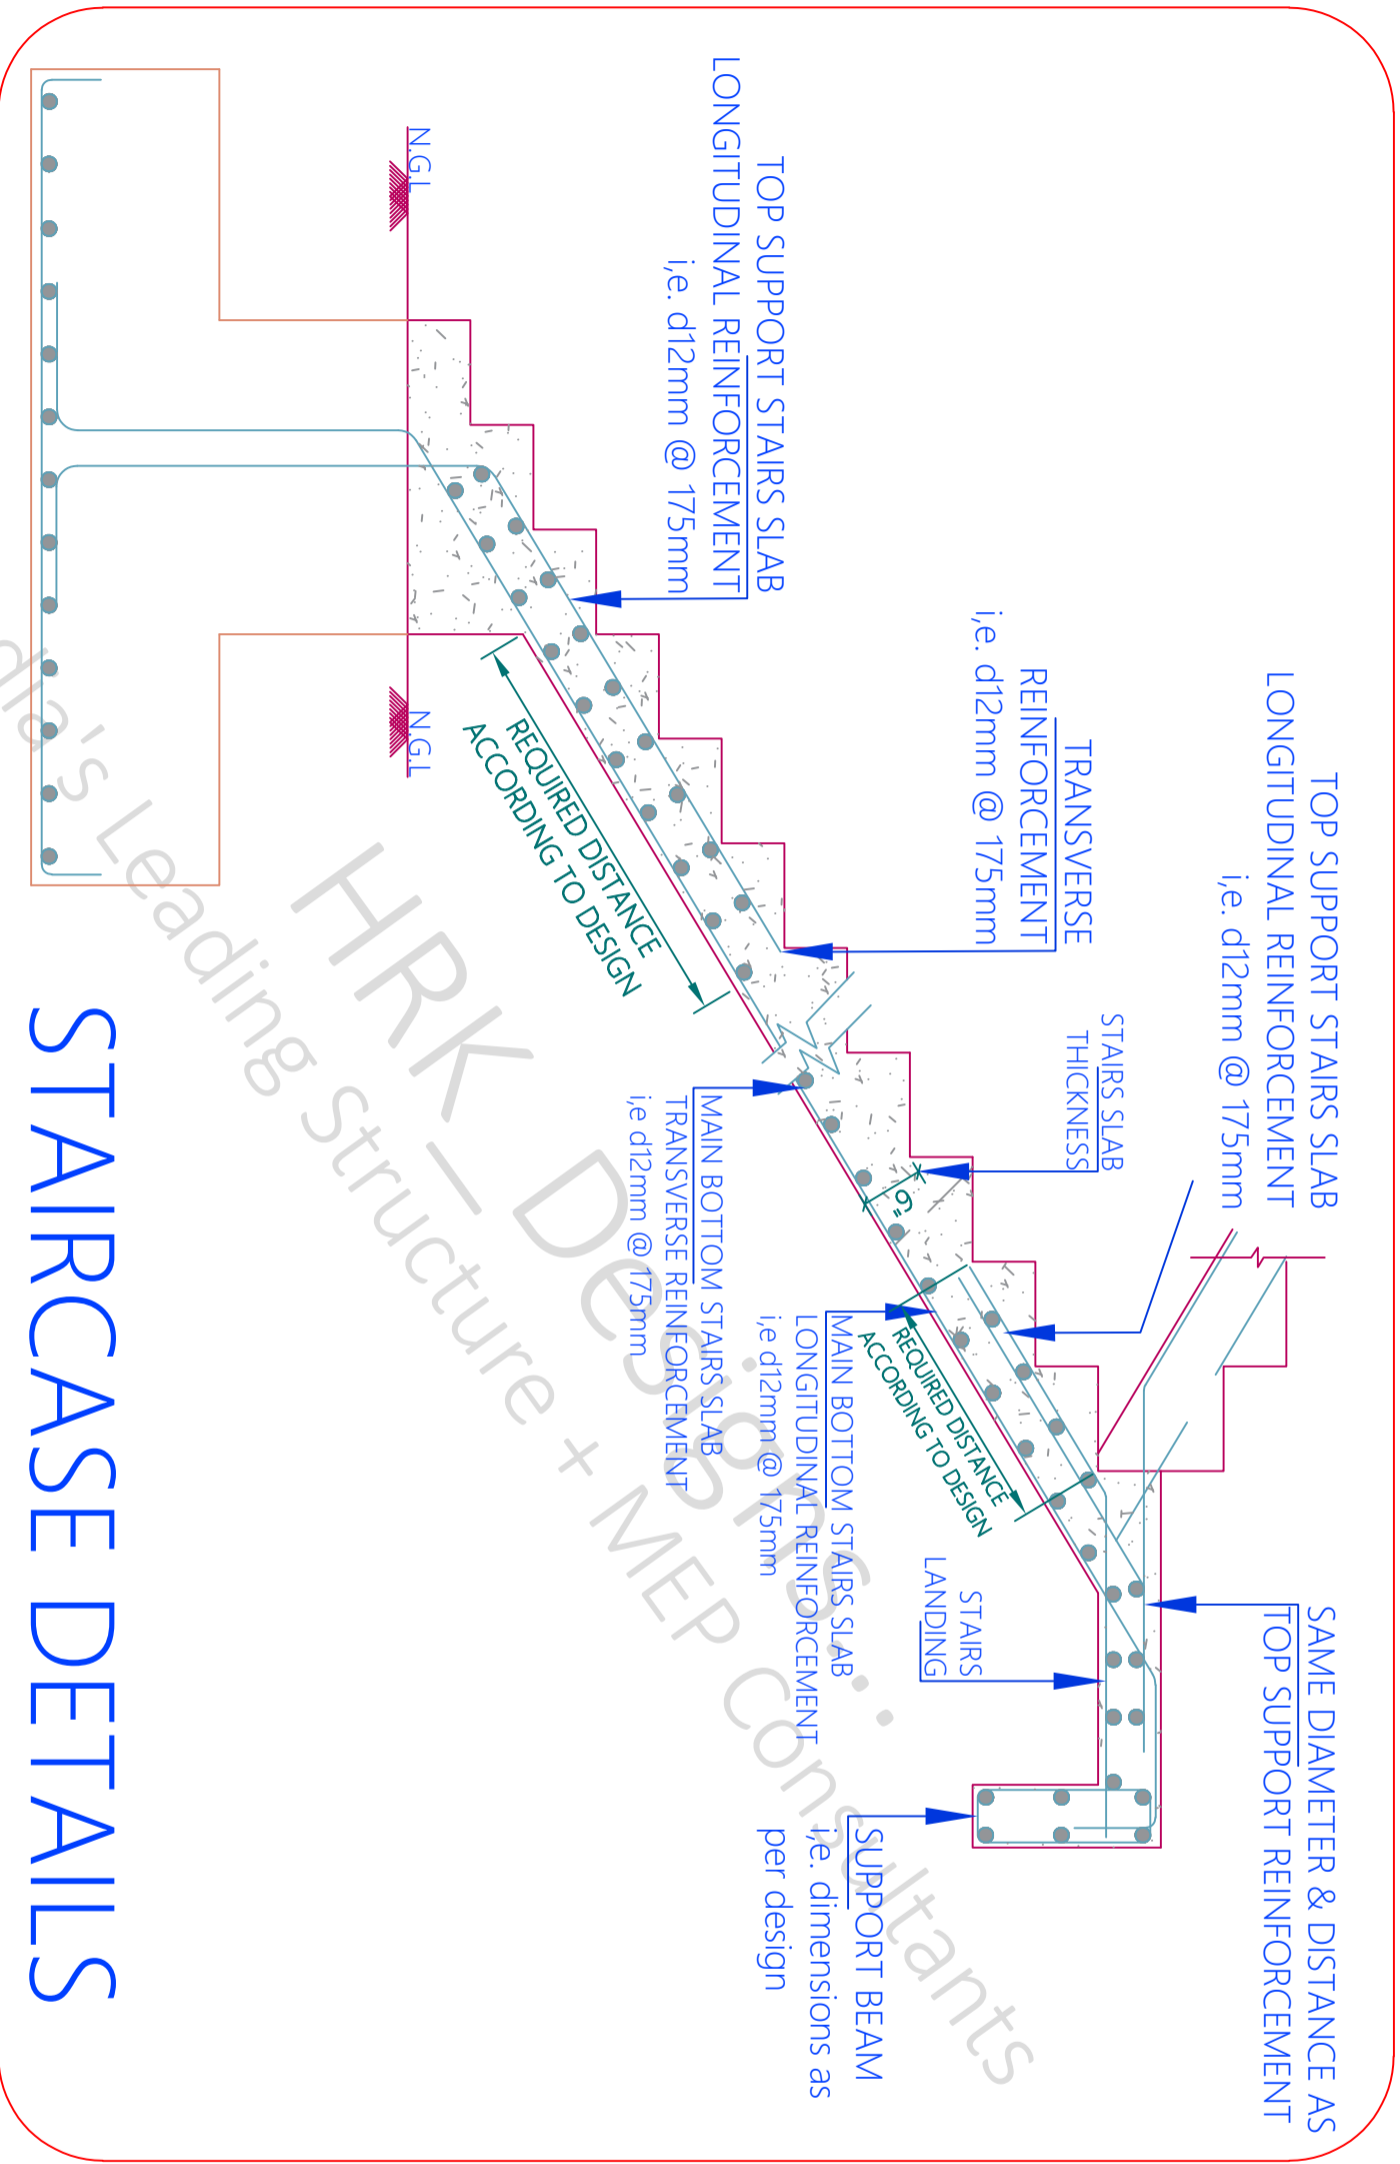 TOP SUPPORT STAIRS SLAB
LONGITUDINAL REINFORCEMENT
i,e. d12mm @ 175mm
SAME DIAMETER & DISTANCE AS
TOP SUPPORT REINFORCEMENT
STAIRS SLAB
THICKNESS
TRANSVERSE
REINFORCEMENT
i,e. d12mm @ 175mm
6"
REQUIRED DISTANCE
ACCORDING TO DESIGN
STAIRS
LANDING
TOP SUPPORT STAIRS SLAB
LONGITUDINAL REINFORCEMENT
i,e. d12mm @ 175mm
SUPPORT BEAM
i,e. dimensions as
per design
MAIN BOTTOM STAIRS SLAB
LONGITUDINAL REINFORCEMENT
i,e d12mm @ 175mm
MAIN BOTTOM STAIRS SLAB
TRANSVERSE REINFORCEMENT
i,e d12mm @ 175mm
REQUIRED DISTANCE
ACCORDING TO DESIGN
N.G.L
N.G.L
HRK_Designs...
Leading Structure + MEP Consultants
STAIRCASE DETAILS